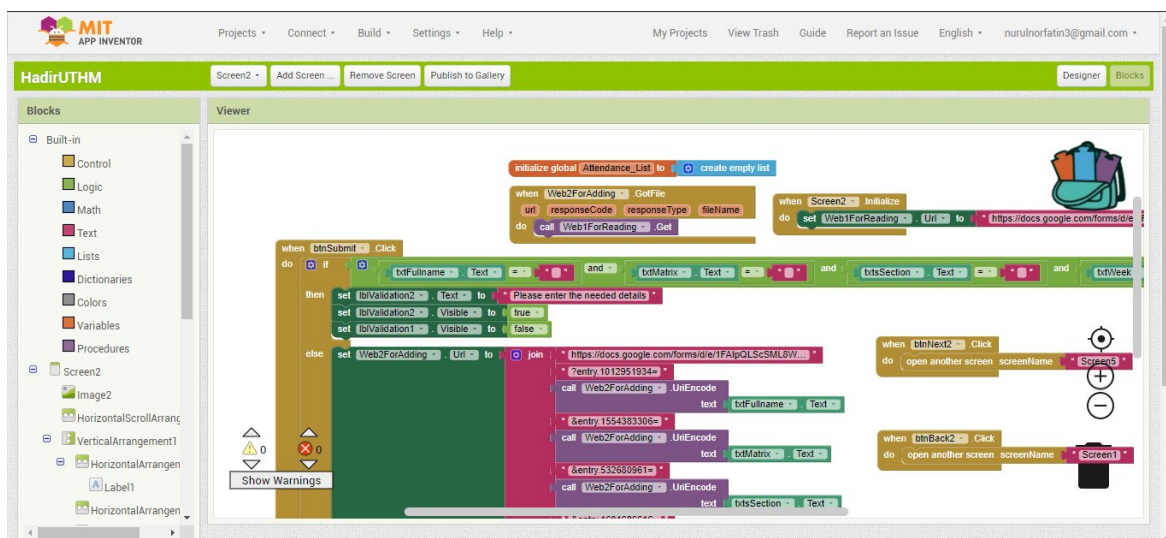 MIT
APP INVENTOR
Projects Connect Build Settings Help My Projects View Trash Guide Report an Issue English nurulnorfatin3@gmail.com
HadirUTHM Screen2 Add Screen ... Remove Screen Publish to Gallery Designer Blocks
Blocks
Viewer
Built-in
Control
Logic
Math
Text
Lists
Dictionaries
Colors
Variables
Procedures
Screen2
Image2
HorizontalScrollArrang
VerticalArrangement1
HorizontalArrangen
Label1
HorizontalArrangen
initialize global Attendance_List to create empty list
when Web2ForAdding .GotFile
url responseCode responseType fileName
do call Web1ForReading .Get
when Screen2 .Initialize
do set Web1ForReading . Url to " https://docs.google.com/forms/d/e/
when btnSubmit .Click
do if txtFullname . Text = " " and txtMatrix . Text = " " and txtsSection . Text = " " and txtWeek
then set lblValidation2 . Text to " Please enter the needed details "
set lblValidation2 . Visible to true
set lblValidation1 . Visible to false
else set Web2ForAdding . Url to join " https://docs.google.com/forms/d/e/1FAIpQLScSML8W... "
" ?entry.1012951934= "
call Web2ForAdding .UriEncode
text txtFullname . Text
" &entry.1554383306= "
call Web2ForAdding .UriEncode
text txtMatrix . Text
" &entry.532680961= "
call Web2ForAdding .UriEncode
text txtsSection . Text
when btnNext2 .Click
do open another screen screenName " Screen5 "
when btnBack2 .Click
do open another screen screenName " Screen1 "
0 0
Show Warnings